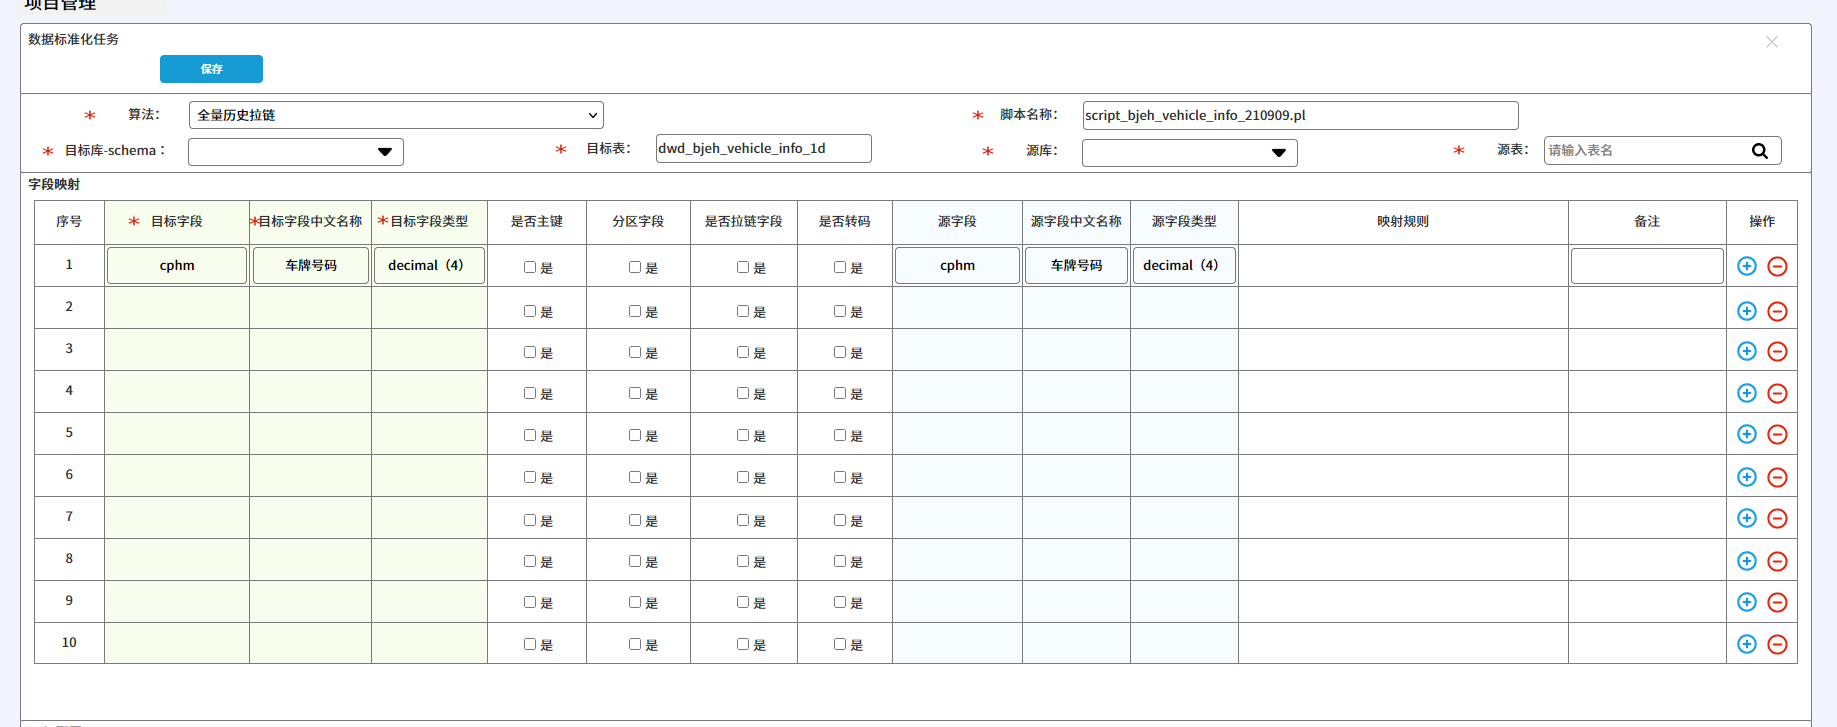 项目管理
数据标准化任务
保存
* 算法： 全量历史拉链 * 脚本名称： script_bjeh_vehicle_info_210909.pl
* 目标库-schema： * 目标表： dwd_bjeh_vehicle_info_1d * 源库： * 源表： 请输入表名
字段映射
序号 * 目标字段 *目标字段中文名称 *目标字段类型 是否主键 分区字段 是否拉链字段 是否转码 源字段 源字段中文名称 源字段类型 映射规则 备注 操作
1 cphm 车牌号码 decimal（4） 是 是 是 是 cphm 车牌号码 decimal（4）
2 是 是 是 是
3 是 是 是 是
4 是 是 是 是
5 是 是 是 是
6 是 是 是 是
7 是 是 是 是
8 是 是 是 是
9 是 是 是 是
10 是 是 是 是